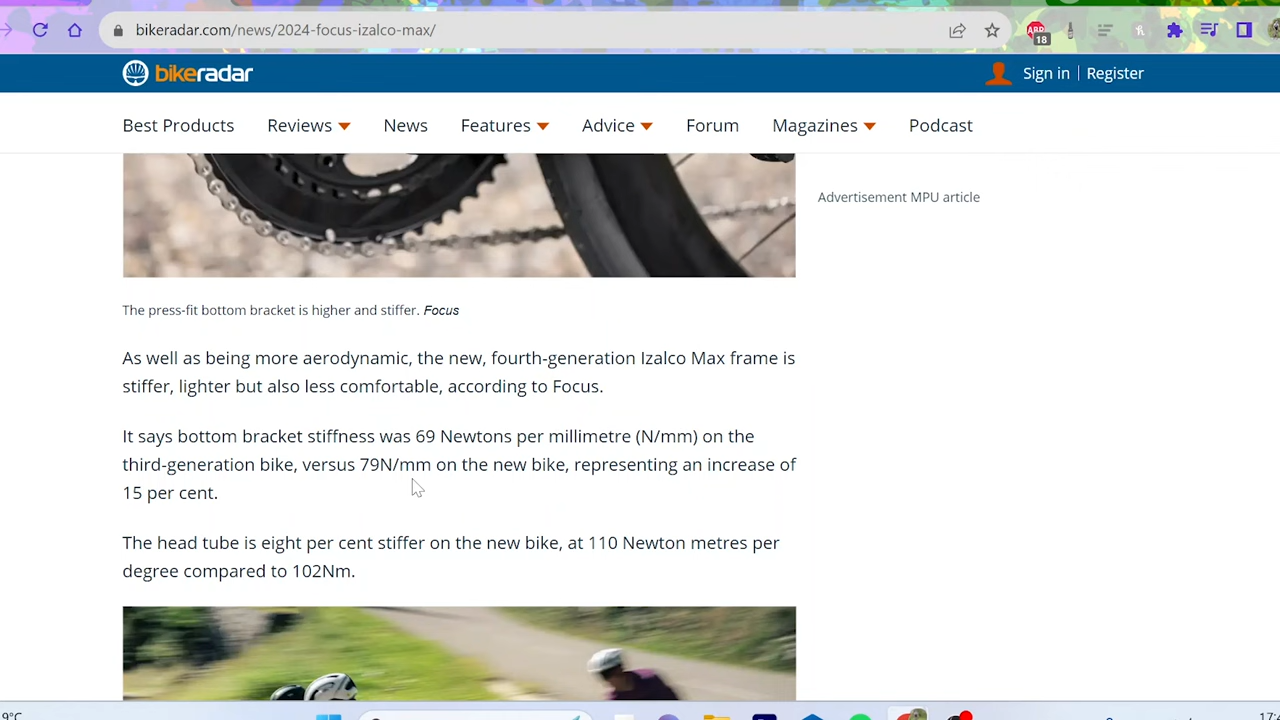 bikeradar.com/news/2024-focus-izalco-max/
18
bikeradar
Sign in | Register
Best Products Reviews News Features Advice Forum Magazines Podcast
Advertisement MPU article
The press-fit bottom bracket is higher and stiffer. Focus
As well as being more aerodynamic, the new, fourth-generation Izalco Max frame is
stiffer, lighter but also less comfortable, according to Focus.
It says bottom bracket stiffness was 69 Newtons per millimetre (N/mm) on the
third-generation bike, versus 79N/mm on the new bike, representing an increase of
15 per cent.
The head tube is eight per cent stiffer on the new bike, at 110 Newton metres per
degree compared to 102Nm.